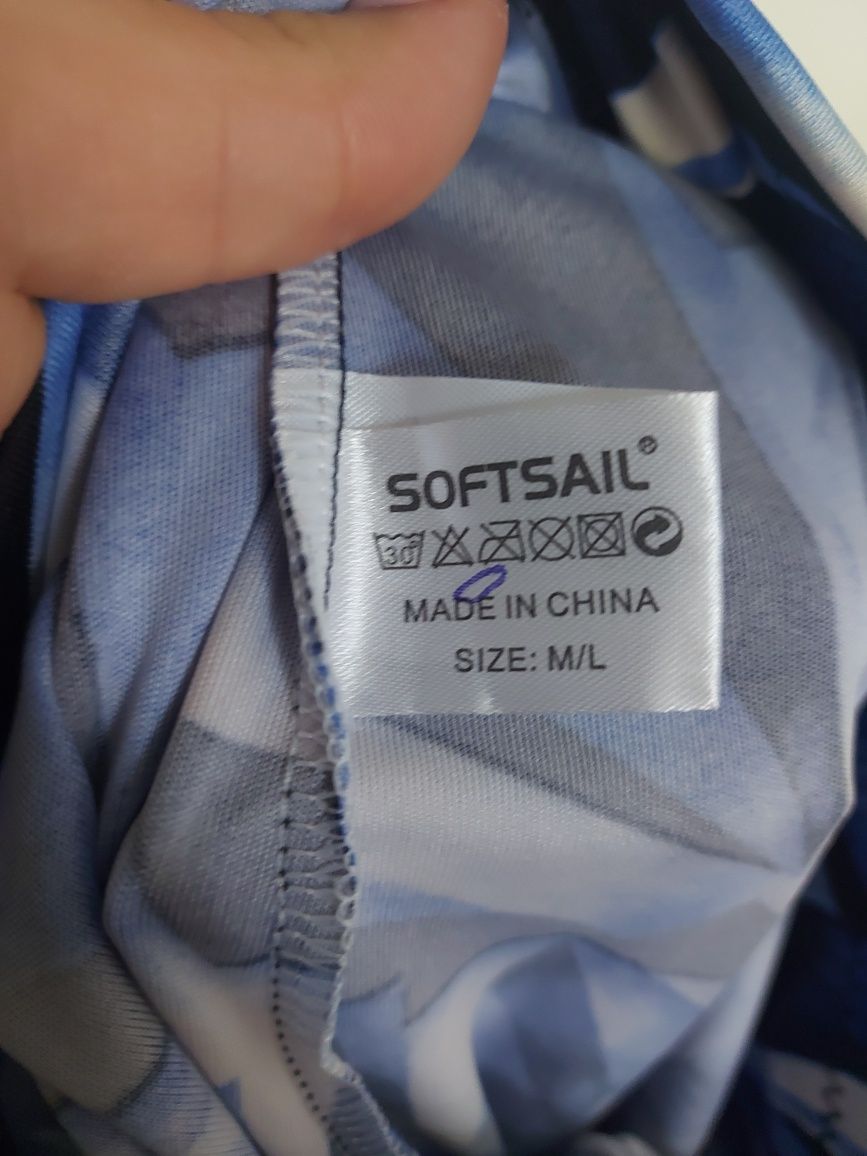 SOFTSAIL®
30°
MADE IN CHINA
SIZE: M/L